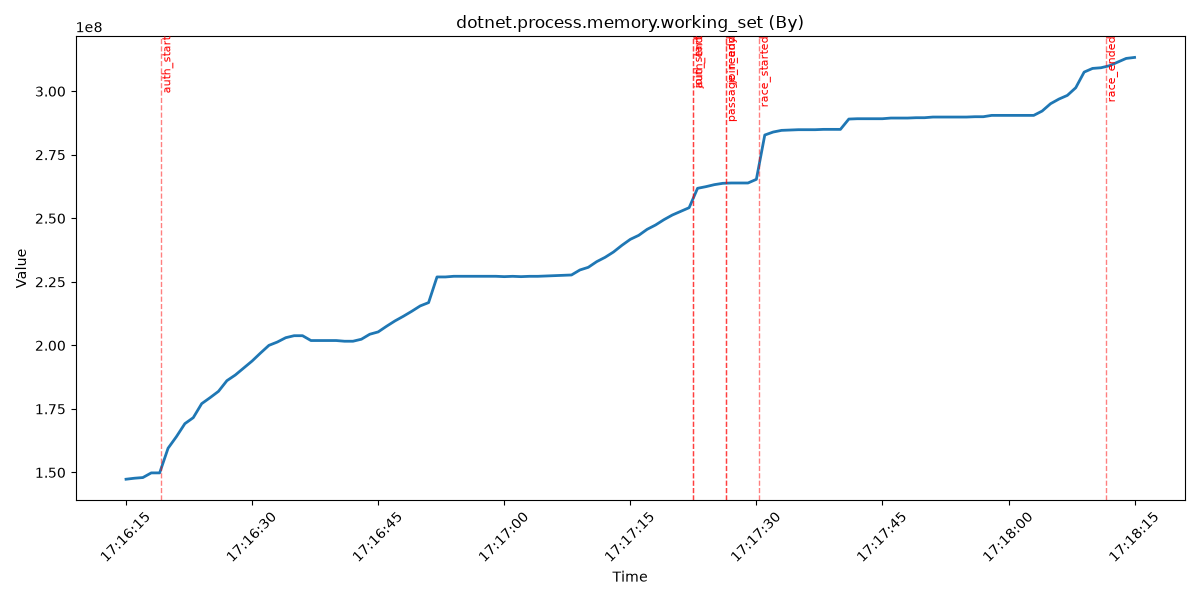 dotnet.process.memory.working_set (By)
1e8
auth_start
race_started
race_ended
3.00
2.75
2.50
2.25
2.00
1.75
1.50
Value
17:16:15
17:16:30
17:16:45
17:17:00
17:17:15
17:17:30
17:17:45
17:18:00
17:18:15
Time